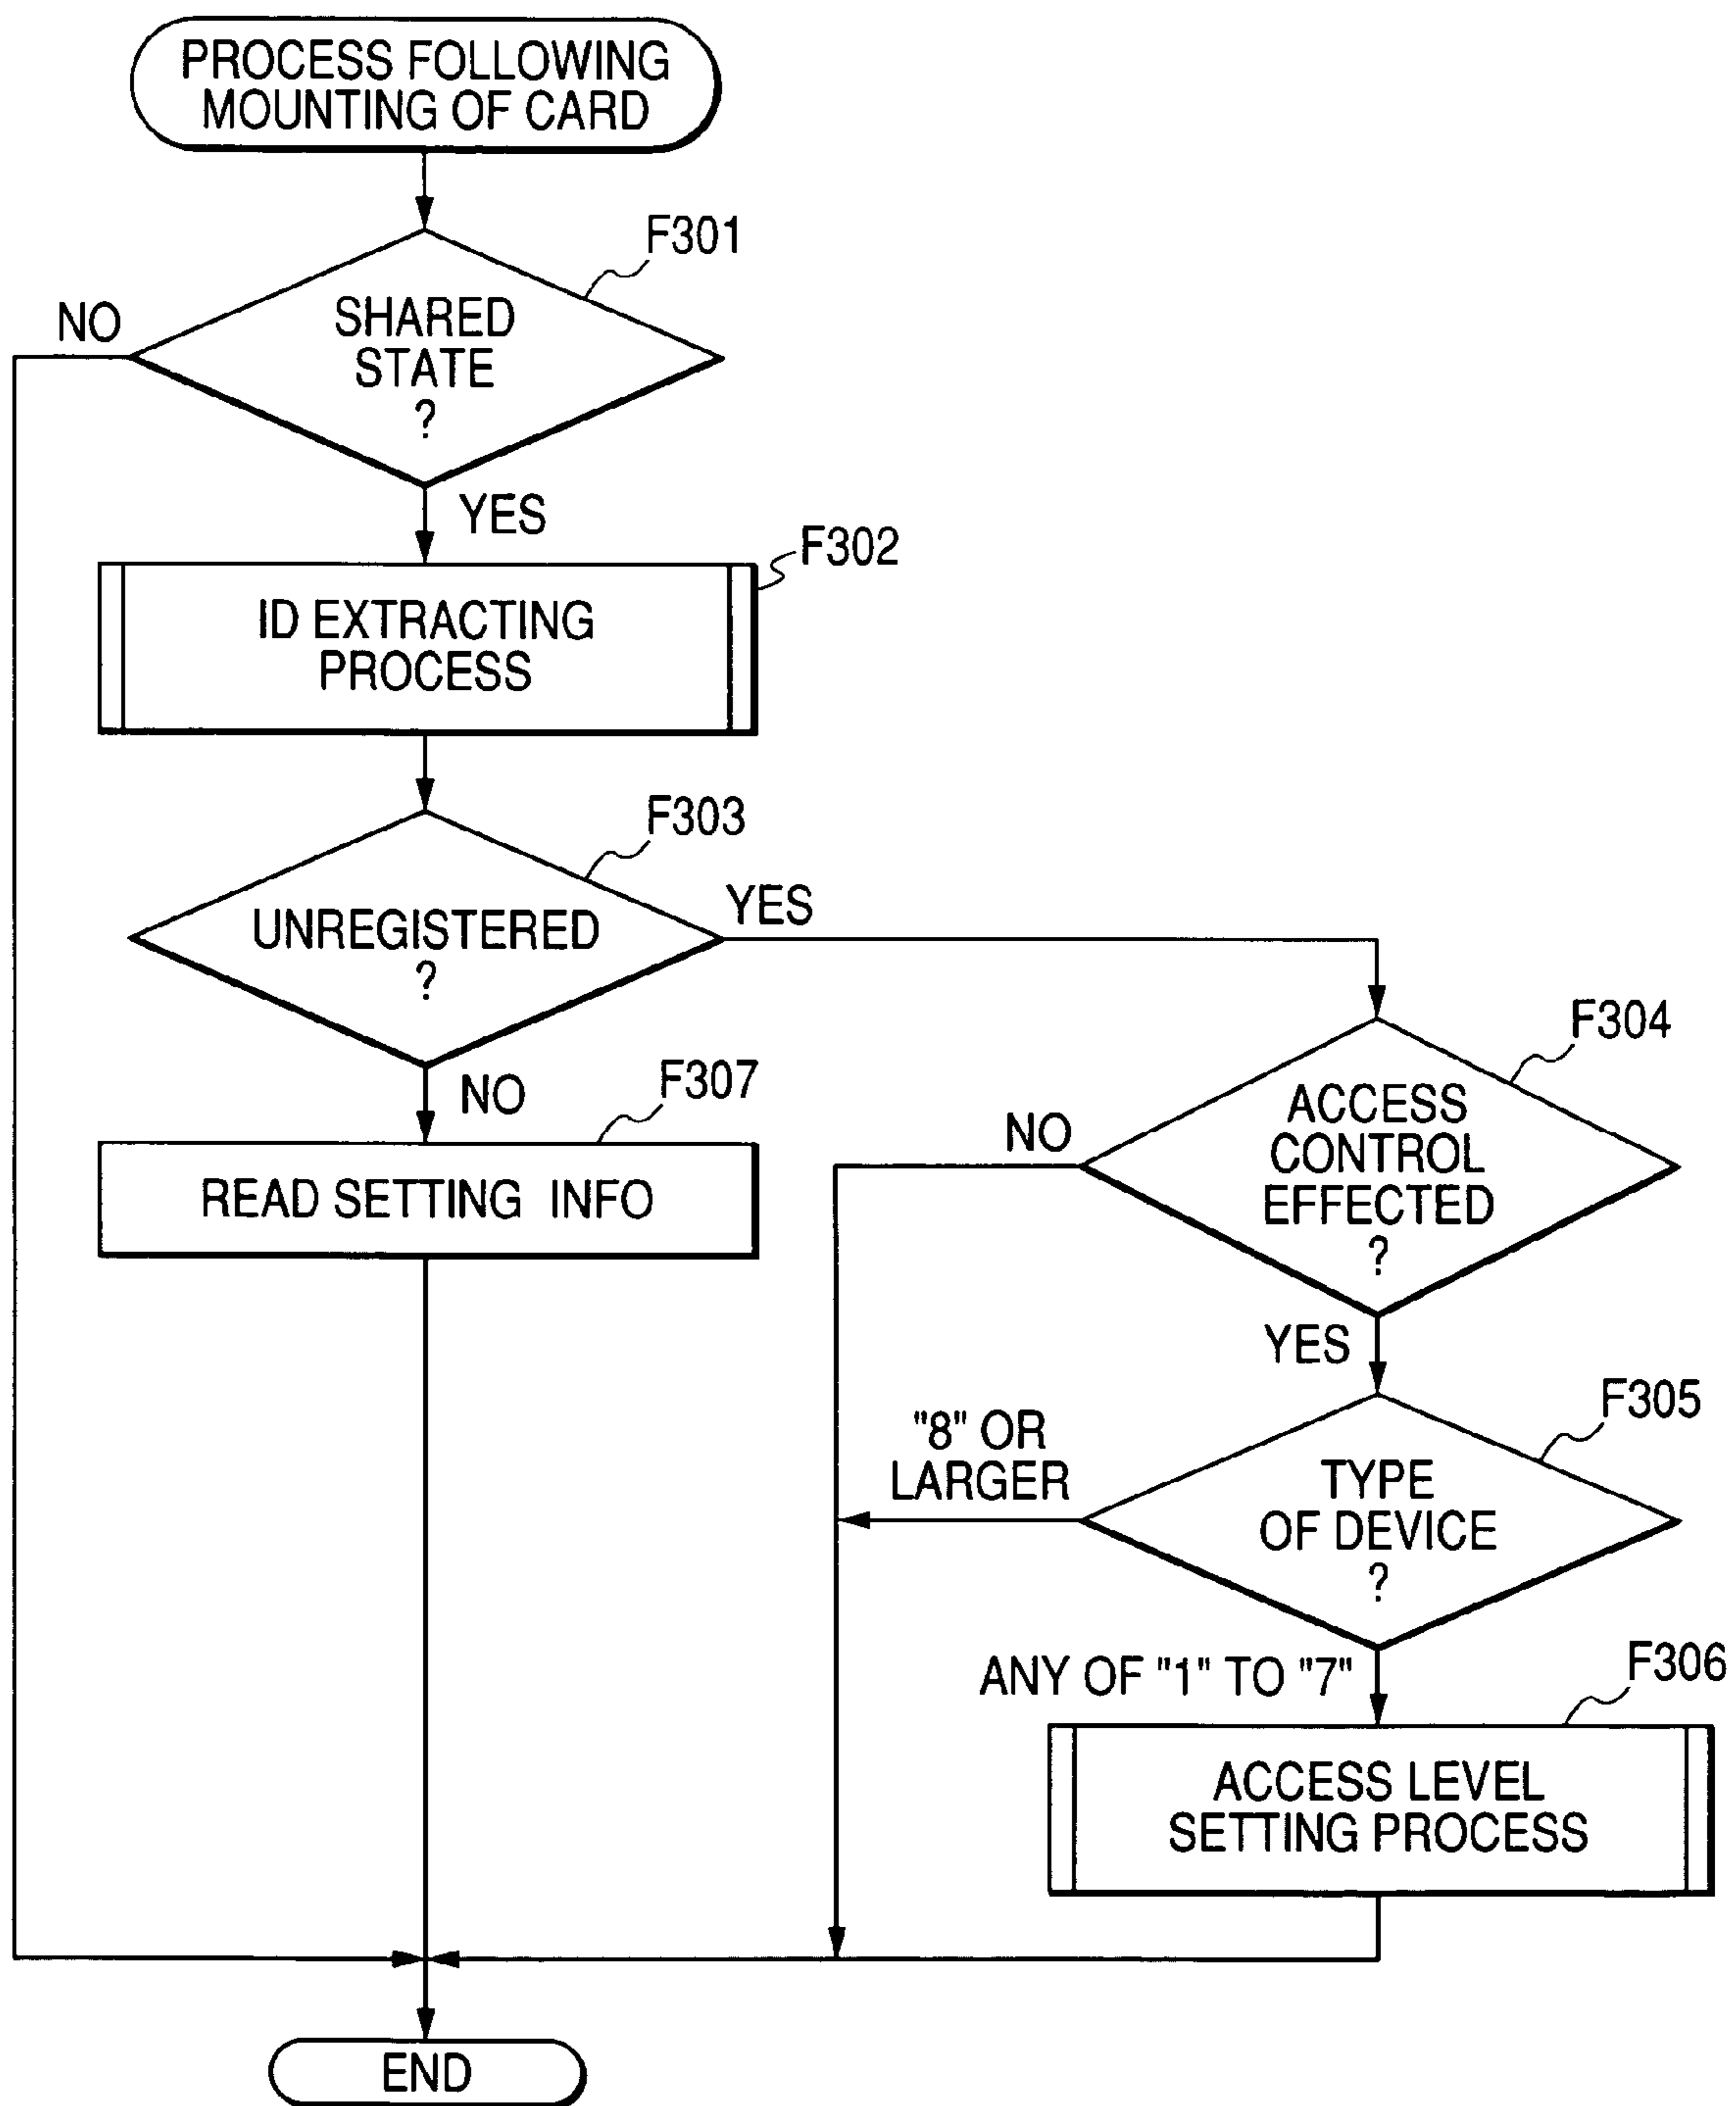 PROCESS FOLLOWING
MOUNTING OF CARD
F301
NO
SHARED
STATE
?
YES
F302
ID EXTRACTING
PROCESS
F303
YES
UNREGISTERED
?
F304
NO
F307
ACCESS
CONTROL
EFFECTED
?
NO
READ SETTING INFO
YES
F305
"8" OR
LARGER
TYPE
OF DEVICE
?
ANY OF "1" TO "7"
F306
ACCESS LEVEL
SETTING PROCESS
END